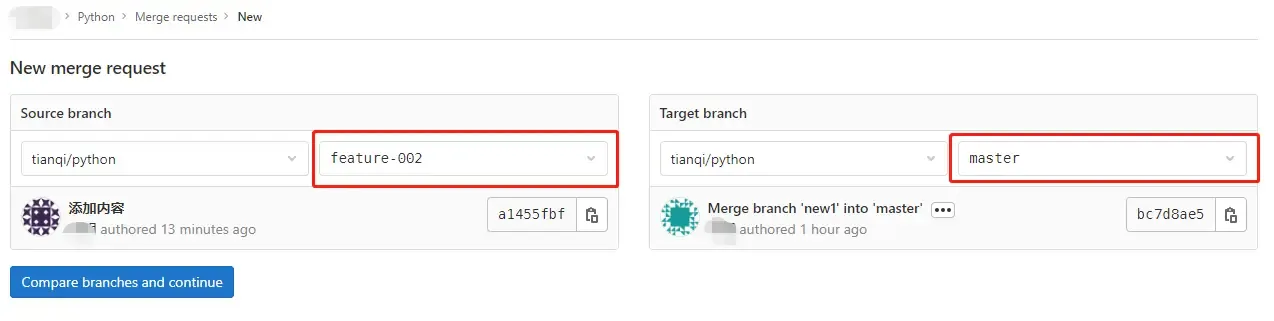 Python > Merge requests > New
New merge request
Source branch
tianqi/python
feature-002
添加内容
authored 13 minutes ago
a1455fbf
Target branch
tianqi/python
master
Merge branch 'new1' into 'master' •••
authored 1 hour ago
bc7d8ae5
Compare branches and continue